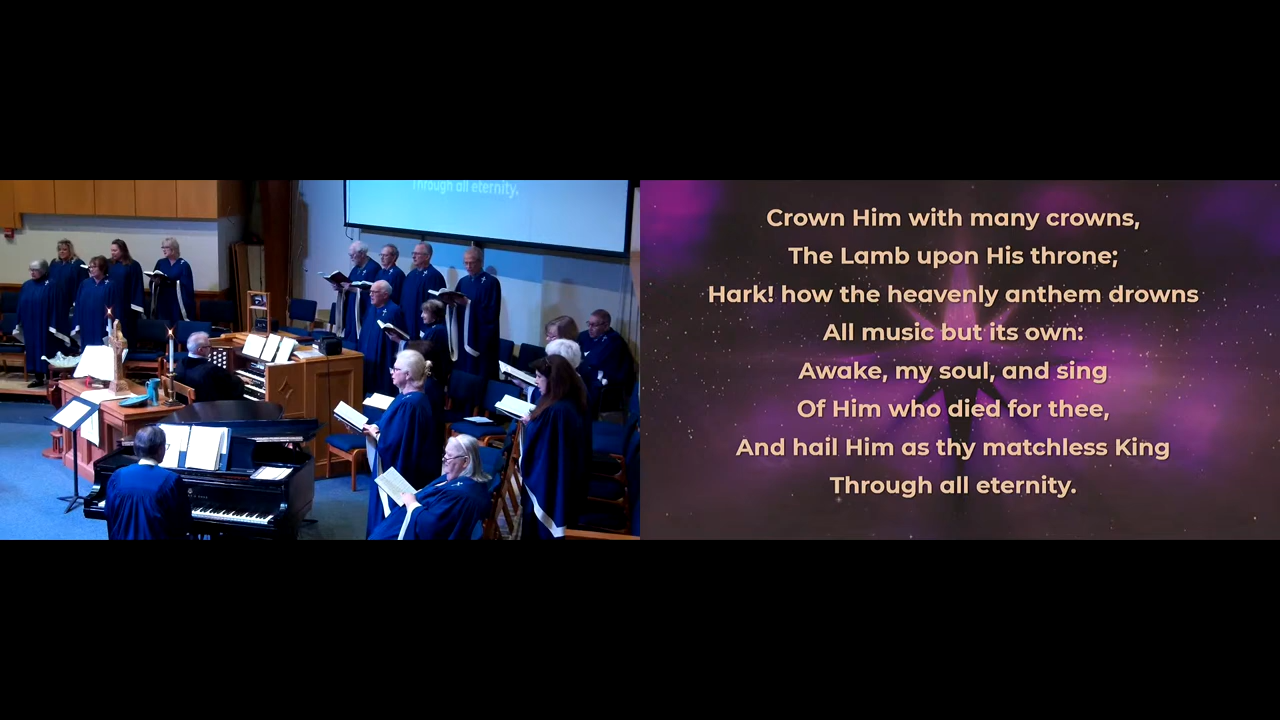 Through all eternity.
Crown Him with many crowns,
The Lamb upon His throne;
Hark! how the heavenly anthem drowns
All music but its own:
Awake, my soul, and sing
Of Him who died for thee,
And hail Him as thy matchless King
Through all eternity.